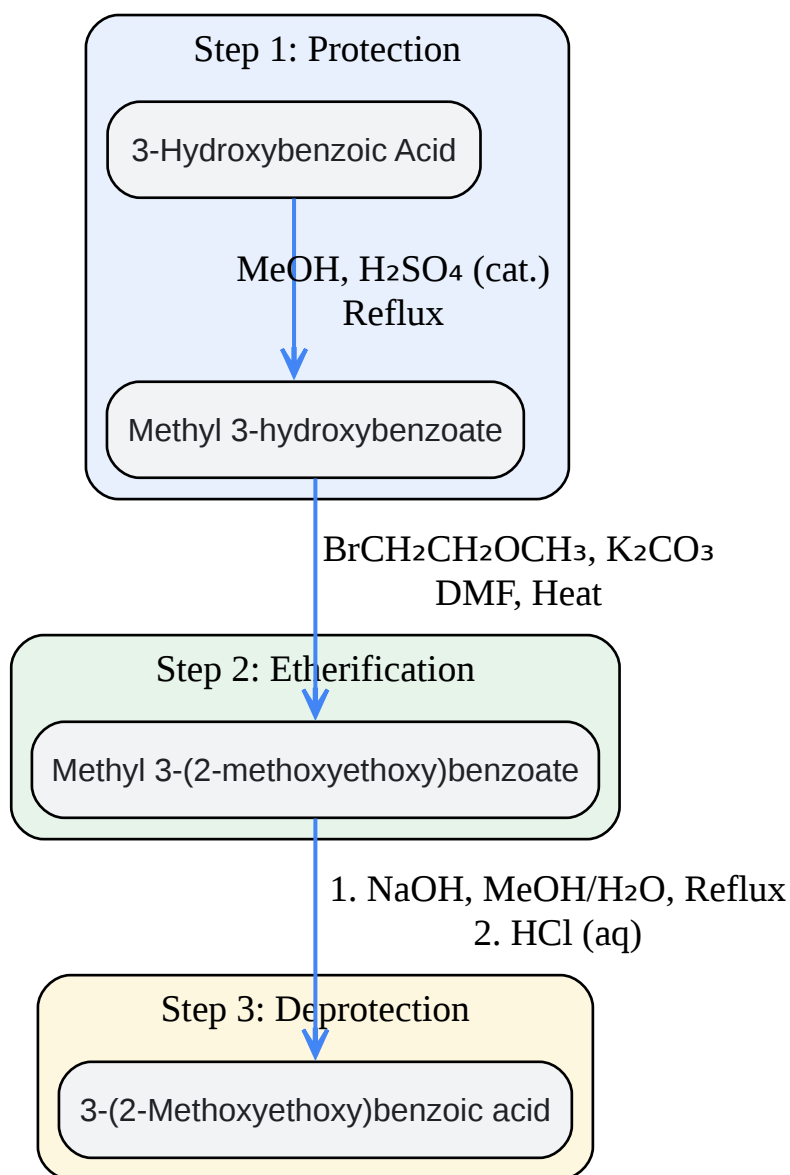 Step 1: Protection
3-Hydroxybenzoic Acid
MeOH, H₂SO₄ (cat.)
Reflux
Methyl 3-hydroxybenzoate
BrCH₂CH₂OCH₃, K₂CO₃
DMF, Heat
Step 2: Etherification
Methyl 3-(2-methoxyethoxy)benzoate
1. NaOH, MeOH/H₂O, Reflux
2. HCl (aq)
Step 3: Deprotection
3-(2-Methoxyethoxy)benzoic acid